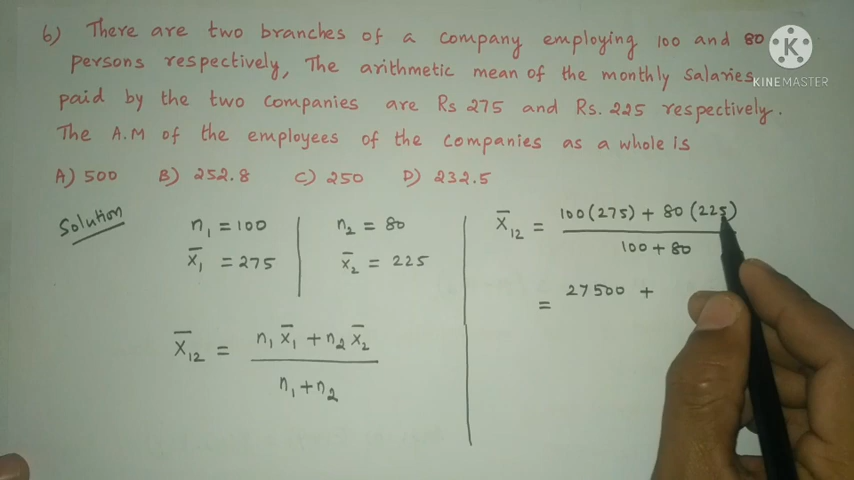 6) There are two branches of a company employing 100 and 80
persons respectively, The arithmetic mean of the monthly salaries
paid by the two companies are Rs 275 and Rs. 225 respectively.
The A.M of the employees of the companies as a whole is
A) 500 B) 252.8 C) 250 D) 232.5
Solution
n₁ = 100
x̄₁ = 275
n₂ = 80
x̄₂ = 225
x̄₁₂ = n₁ x̄₁ + n₂ x̄₂
n₁ + n₂
x̄₁₂ = 100(275) + 80(225)
100 + 80
= 27500 +
K
KINEMASTER